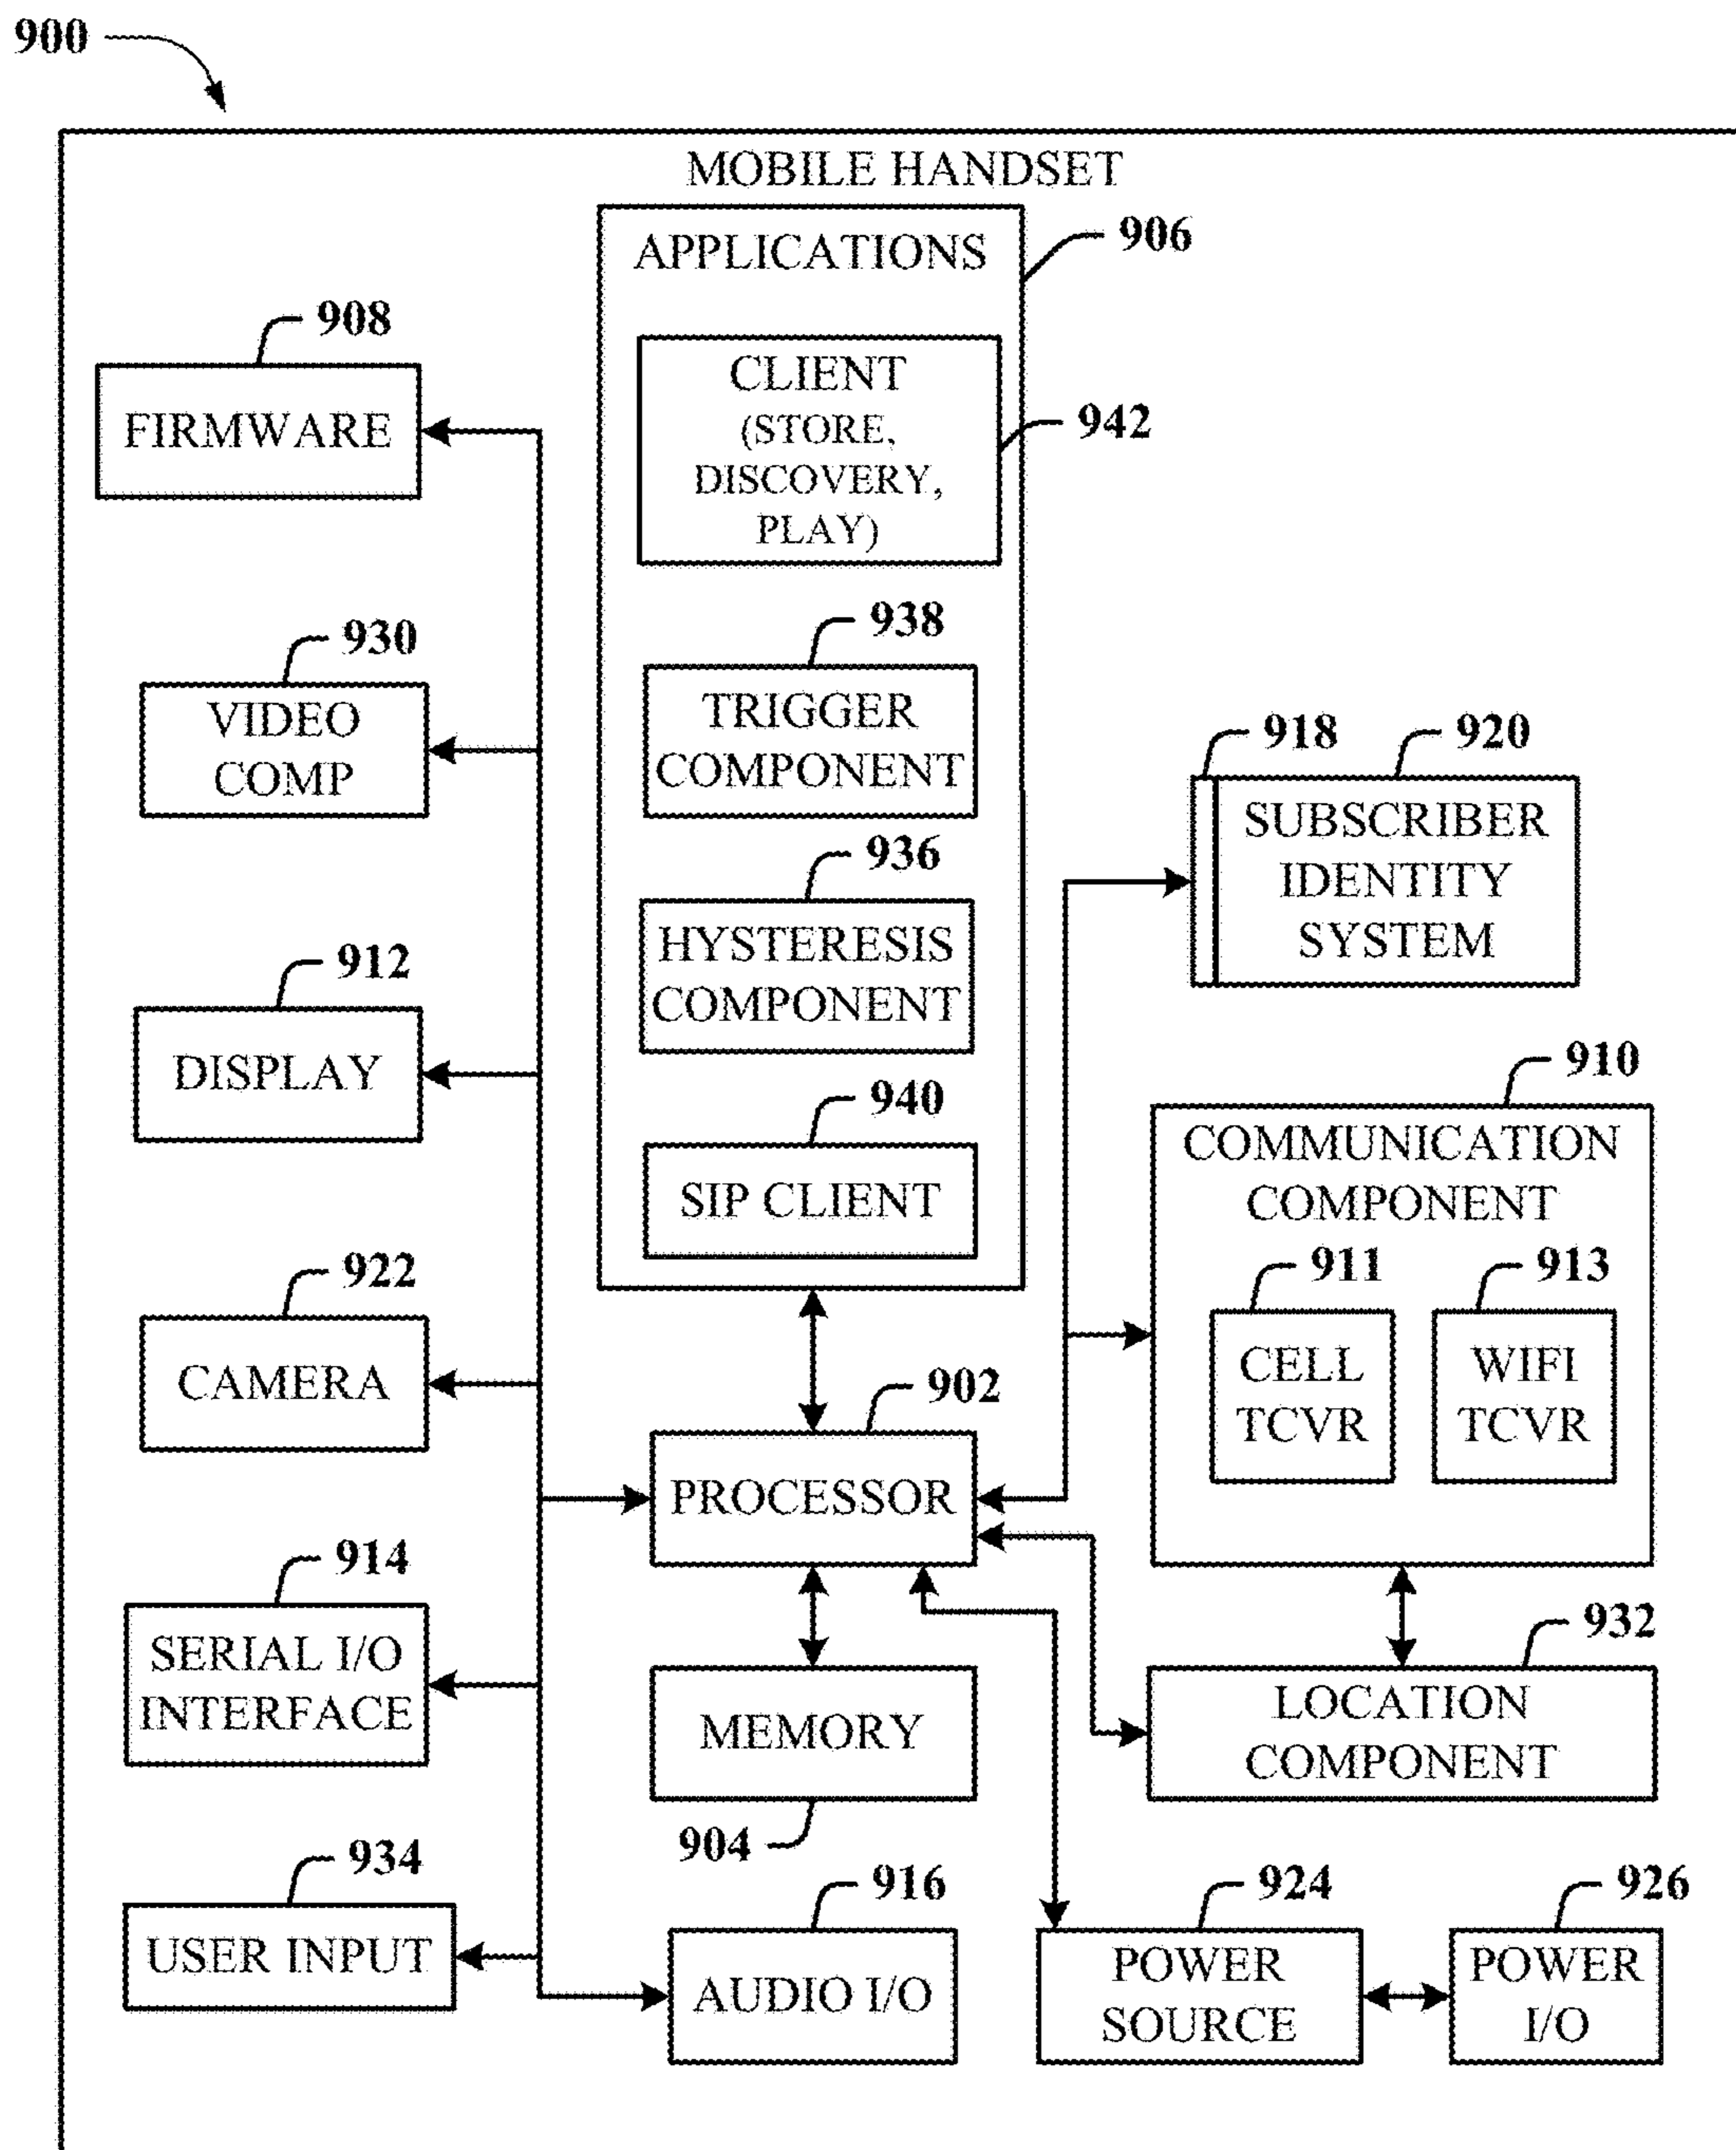 900
MOBILE HANDSET
APPLICATIONS
906
CLIENT
(STORE,
DISCOVERY,
PLAY)
942
938
TRIGGER
COMPONENT
936
HYSTERESIS
COMPONENT
940
SIP CLIENT
908
FIRMWARE
930
VIDEO
COMP
912
DISPLAY
922
CAMERA
914
SERIAL I/O
INTERFACE
934
USER INPUT
902
PROCESSOR
MEMORY
904
916
AUDIO I/O
918
920
SUBSCRIBER
IDENTITY
SYSTEM
910
COMMUNICATION
COMPONENT
911
CELL
TCVR
913
WIFI
TCVR
932
LOCATION
COMPONENT
924
POWER
SOURCE
926
POWER
I/O